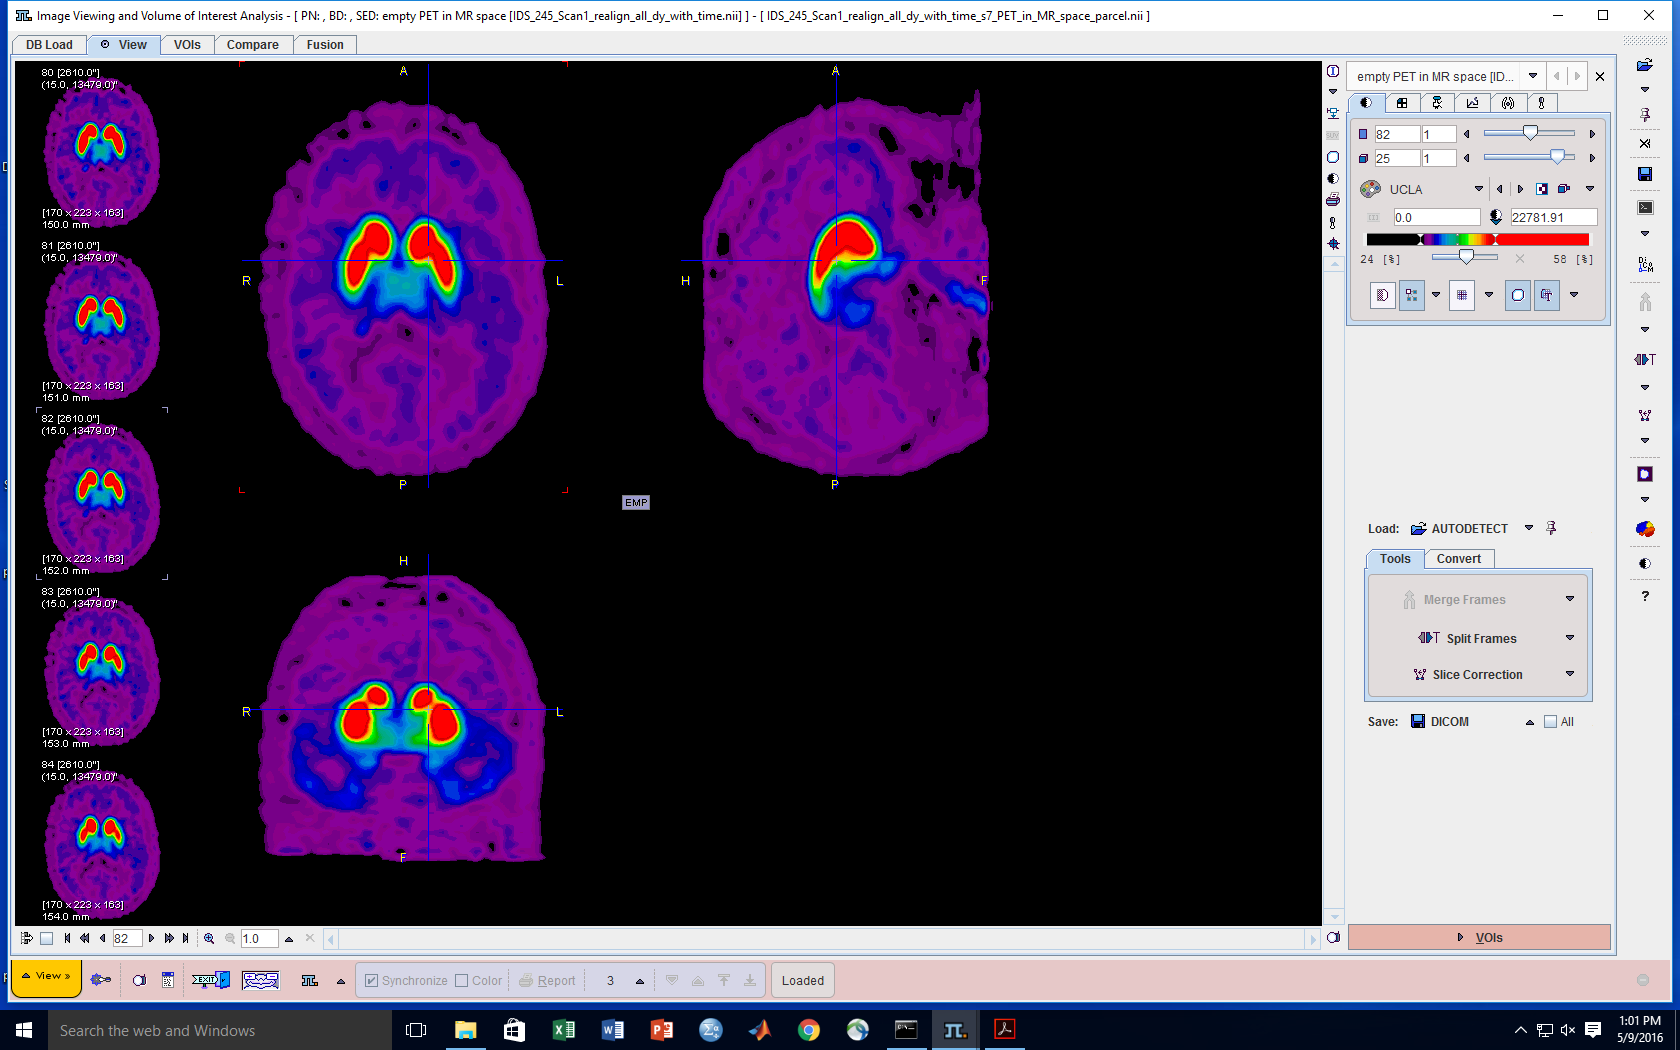 Image Viewing and Volume of Interest Analysis - [ PN: , BD: , SED: empty PET in MR space [IDS_245_Scan1_realign_all_dy_with_time.nii] ] - [ IDS_245_Scan1_realign_all_dy_with_time_s7_PET_in_MR_space_parcel.nii ]
DB Load View VOIs Compare Fusion
80 [2610.0"]
(15.0, 13479.0)"
[170 x 223 x 163]
150.0 mm
81 [2610.0"]
(15.0, 13479.0)"
[170 x 223 x 163]
151.0 mm
82 [2610.0"]
(15.0, 13479.0)"
[170 x 223 x 163]
152.0 mm
83 [2610.0"]
(15.0, 13479.0)"
[170 x 223 x 163]
153.0 mm
84 [2610.0"]
(15.0, 13479.0)"
[170 x 223 x 163]
154.0 mm
A
R L
P
A
H F
P
EMP
H
R L
F
empty PET in MR space [ID...
82 1
25 1
UCLA
0.0 22781.91
24 [%] 58 [%]
Load: AUTODETECT
Tools Convert
Merge Frames
Split Frames
Slice Correction
Save: DICOM All
VOIs
82 1.0
View »
EXIT
Synchronize Color Report 3 Loaded
Search the web and Windows
1:01 PM
5/9/2016